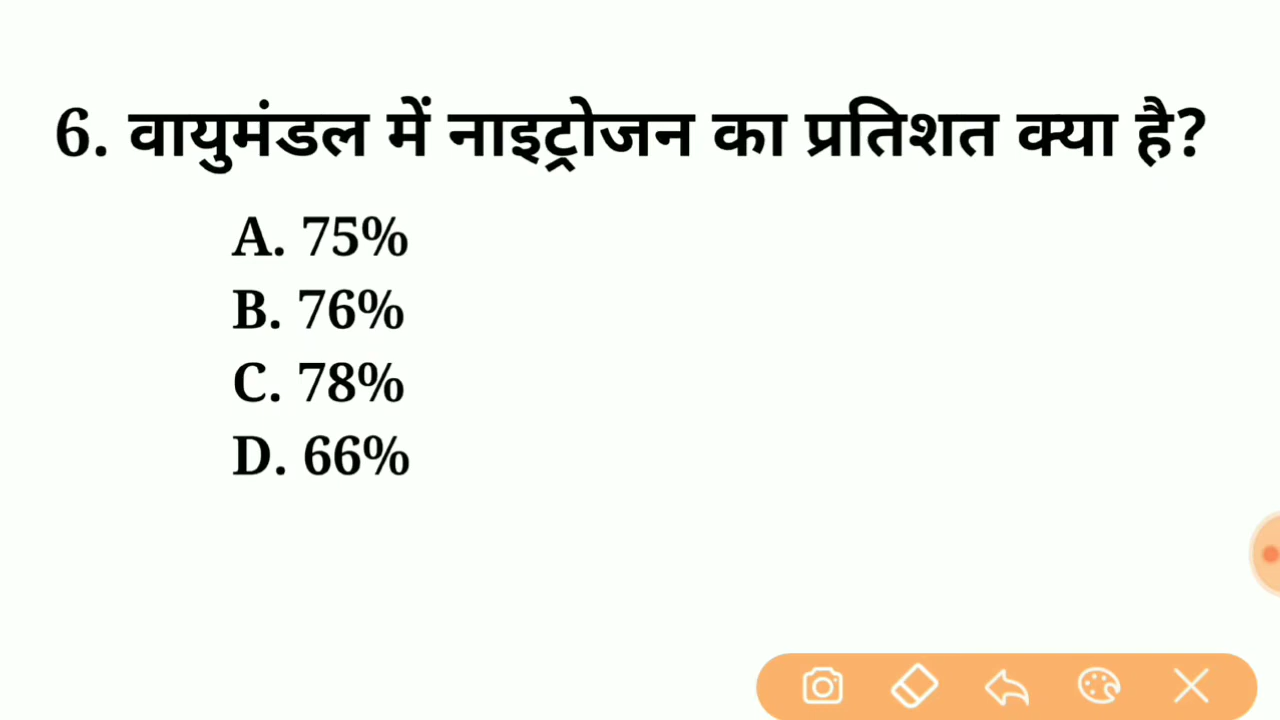 6. वायुमंडल में नाइट्रोजन का प्रतिशत क्या है?
A. 75%
B. 76%
C. 78%
D. 66%